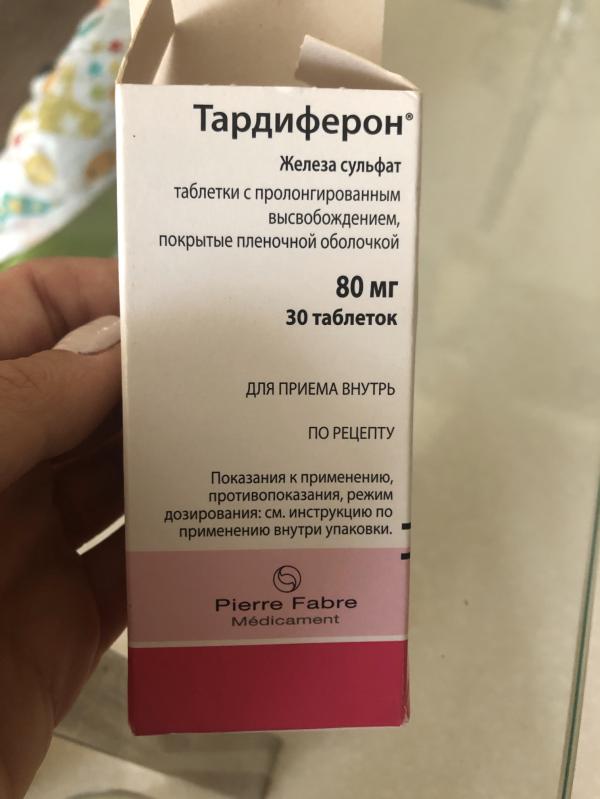 Тардиферон®
Железа сульфат
таблетки с пролонгированным
высвобождением,
покрытые пленочной оболочкой
80 мг
30 таблеток
ДЛЯ ПРИЕМА ВНУТРЬ
ПО РЕЦЕПТУ
Показания к применению,
противопоказания, режим
дозирования: см. инструкцию по
применению внутри упаковки.
Pierre Fabre
Médicament